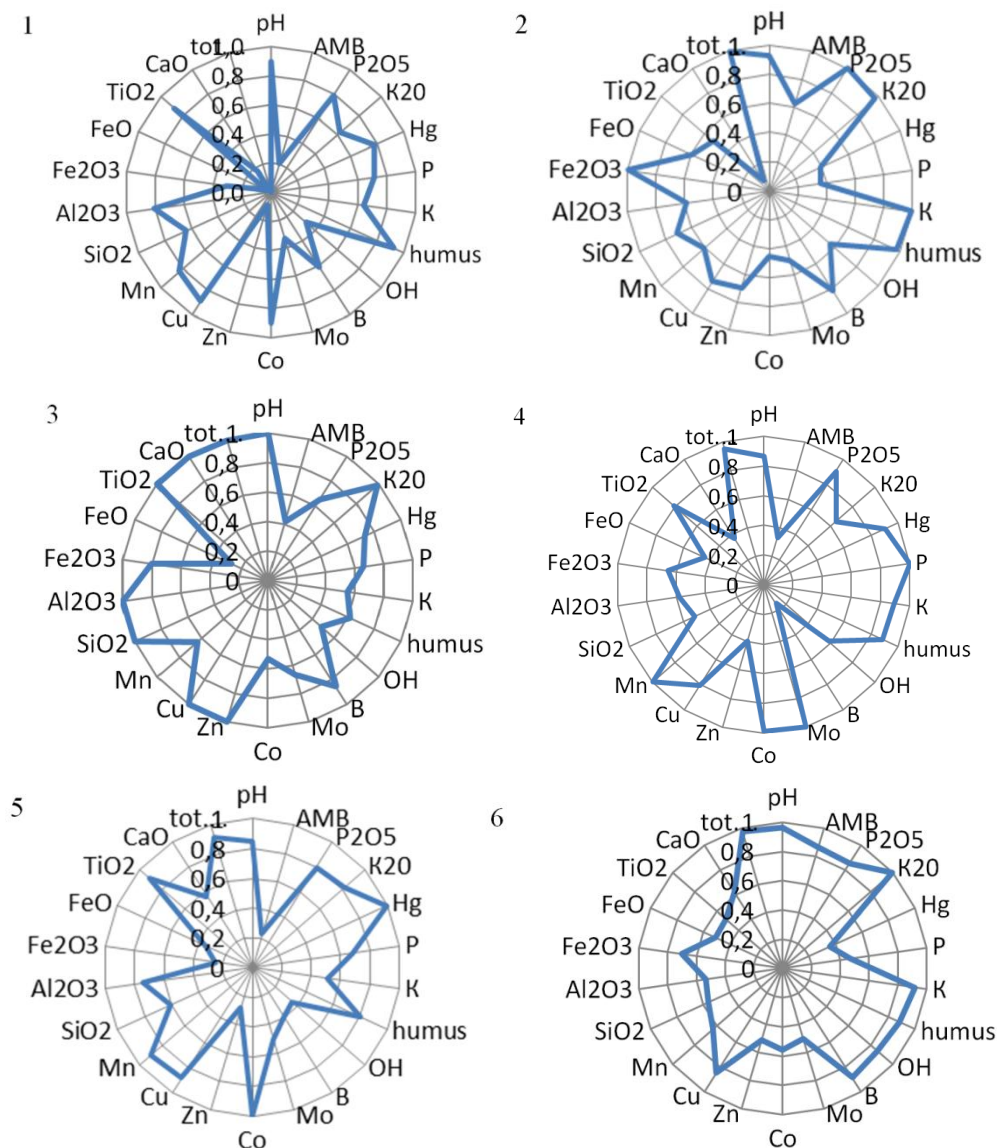 1
pH
tot.
AMB
CaO
P2O5
TiO2
K20
FeO
Hg
Fe2O3
P
Al2O3
K
SiO2
humus
Mn
OH
Cu
B
Zn
Mo
Co
1,0
0,8
0,6
0,4
0,2
0,0
2
pH
tot.
AMB
CaO
P2O5
TiO2
K20
FeO
Hg
Fe2O3
P
Al2O3
K
SiO2
humus
Mn
OH
Cu
B
Zn
Mo
Co
1
0,8
0,6
0,4
0,2
0
3
pH
tot.
AMB
CaO
P2O5
TiO2
K20
FeO
Hg
Fe2O3
P
Al2O3
K
SiO2
humus
Mn
OH
Cu
B
Zn
Mo
Co
1
0,8
0,6
0,4
0,2
0
4
pH
tot..
AMB
CaO
P2O5
TiO2
K20
FeO
Hg
Fe2O3
P
Al2O3
K
SiO2
humus
Mn
OH
Cu
B
Zn
Mo
Co
1
0,8
0,6
0,4
0,2
0
5
pH
tot..
AMB
CaO
P2O5
TiO2
K20
FeO
Hg
Fe2O3
P
Al2O3
K
SiO2
humus
Mn
OH
Cu
B
Zn
Mo
Co
1
0,8
0,6
0,4
0,2
0
6
pH
tot..
AMB
CaO
P2O5
TiO2
K20
FeO
Hg
Fe2O3
P
Al2O3
K
SiO2
humus
Mn
OH
Cu
B
Zn
Mo
Co
1
0,8
0,6
0,4
0,2
0